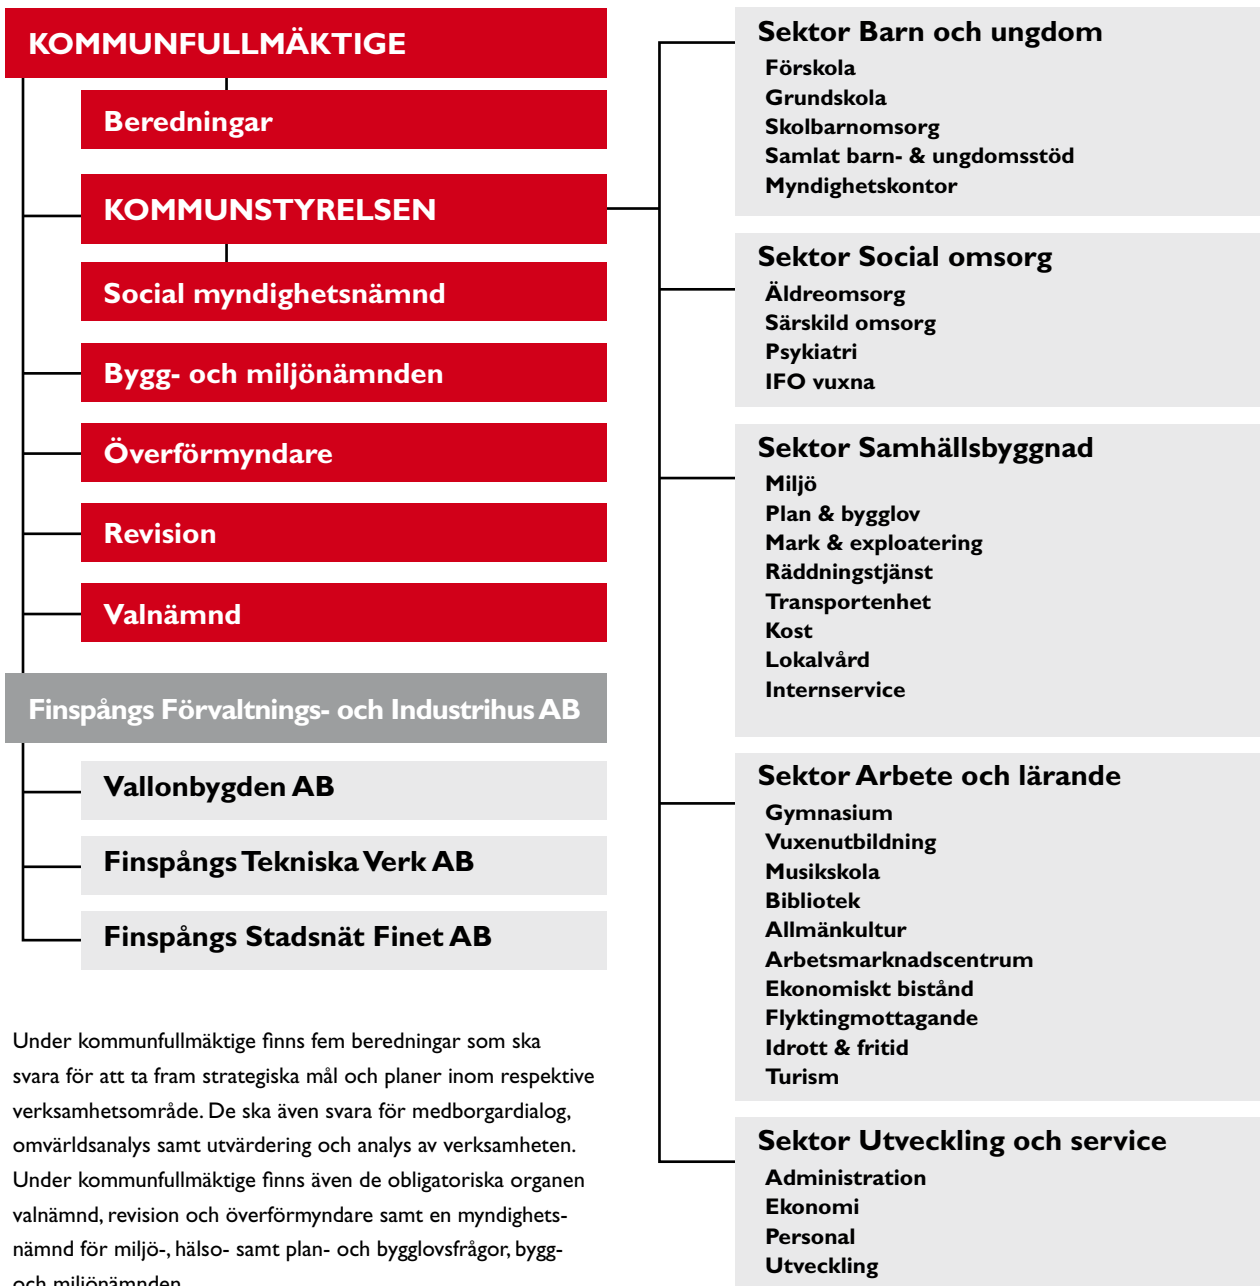 KOMMUNFULLMÄKTIGE
Beredningar
KOMMUNSTYRELSEN
Social myndighetsnämnd
Bygg- och miljönämnden
Överförmyndare
Revision
Valnämnd
Finspångs Förvaltnings- och Industrihus AB
Vallonbygden AB
Finspångs Tekniska Verk AB
Finspångs Stadsnät Finet AB
Under kommunfullmäktige finns fem beredningar som ska
svara för att ta fram strategiska mål och planer inom respektive
verksamhetsområde. De ska även svara för medborgardialog,
omvärldsanalys samt utvärdering och analys av verksamheten.
Under kommunfullmäktige finns även de obligatoriska organen
valnämnd, revision och överförmyndare samt en myndighets-
nämnd för miljö-, hälso- samt plan- och bygglovsfrågor, bygg-
och miljönämnden.
Sektor Barn och ungdom
Förskola
Grundskola
Skolbarnomsorg
Samlat barn- & ungdomsstöd
Myndighetskontor
Sektor Social omsorg
Äldreomsorg
Särskild omsorg
Psykiatri
IFO vuxna
Sektor Samhällsbyggnad
Miljö
Plan & bygglov
Mark & exploatering
Räddningstjänst
Transportenhet
Kost
Lokalvård
Internservice
Sektor Arbete och lärande
Gymnasium
Vuxenutbildning
Musikskola
Bibliotek
Allmänkultur
Arbetsmarknadscentrum
Ekonomiskt bistånd
Flyktingmottagande
Idrott & fritid
Turism
Sektor Utveckling och service
Administration
Ekonomi
Personal
Utveckling